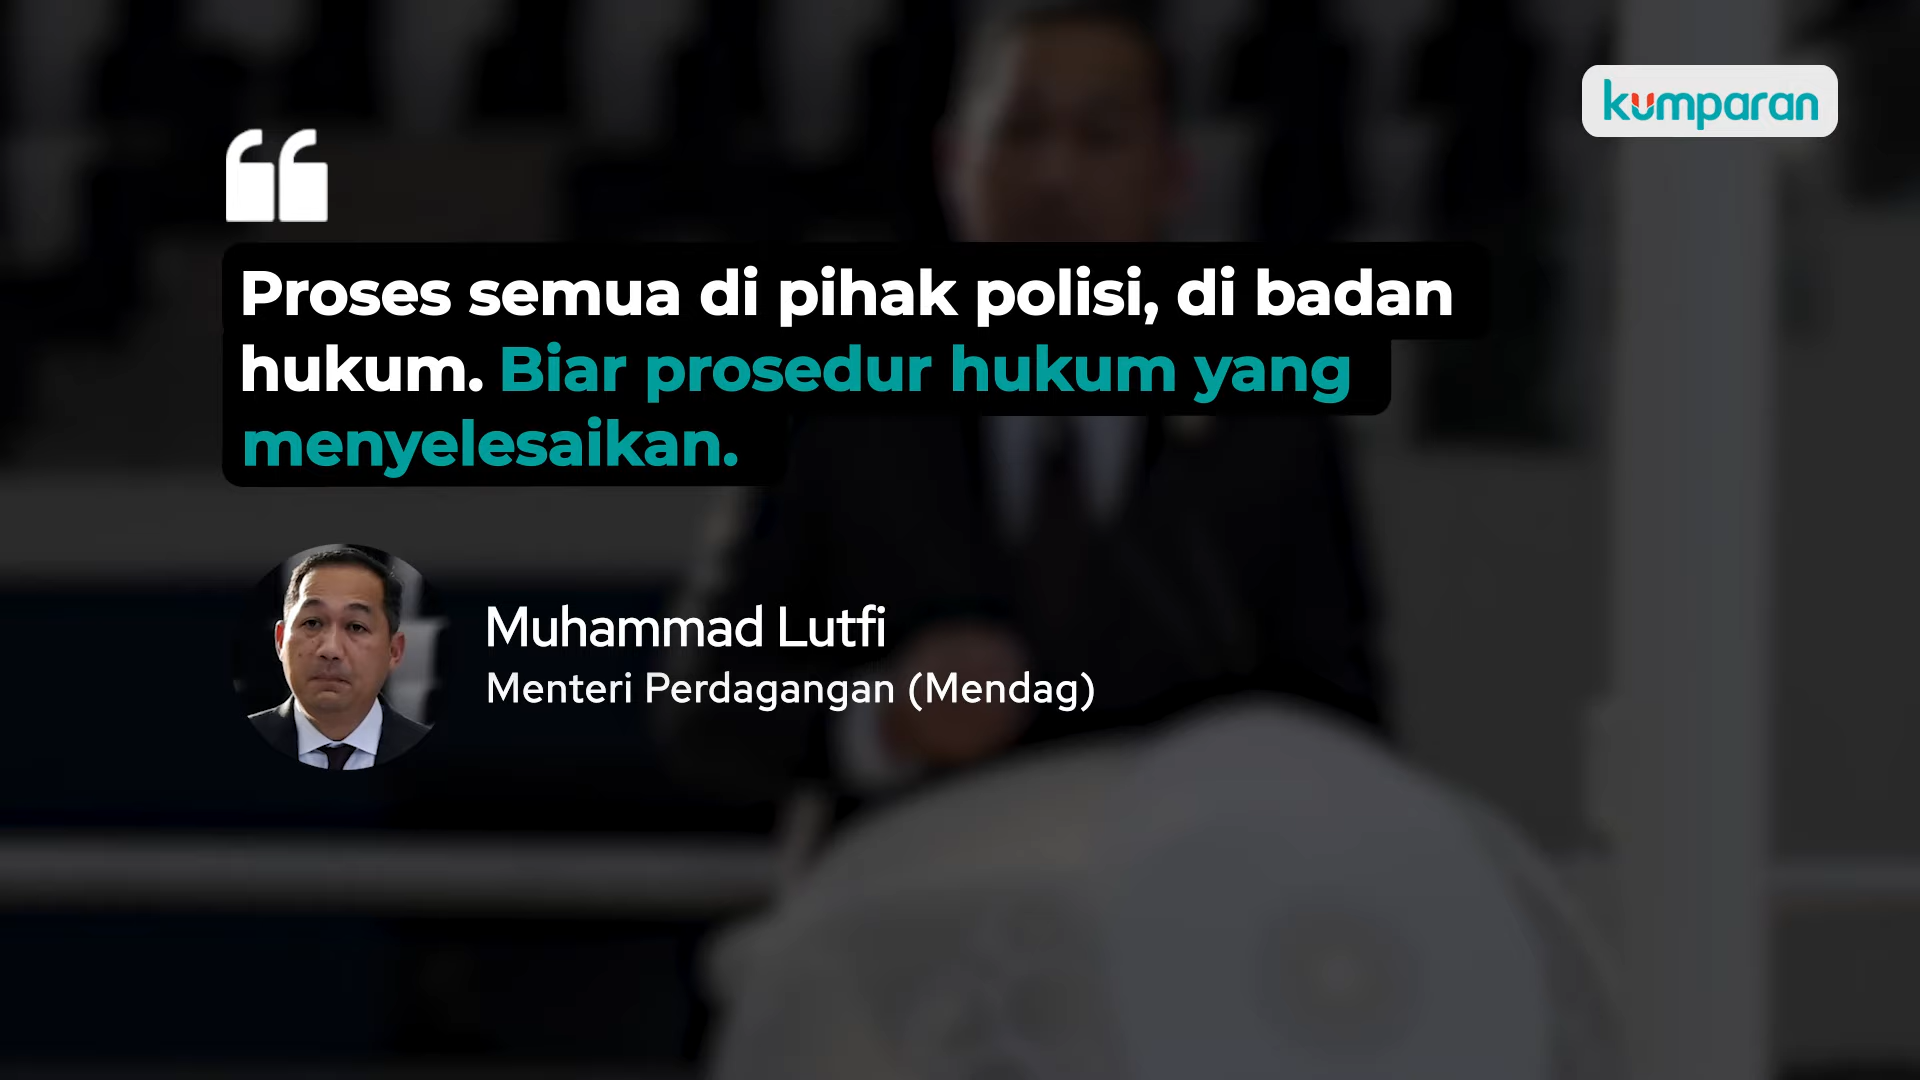 kumparan
Proses semua di pihak polisi, di badan
hukum. Biar prosedur hukum yang
menyelesaikan.
Muhammad Lutfi
Menteri Perdagangan (Mendag)